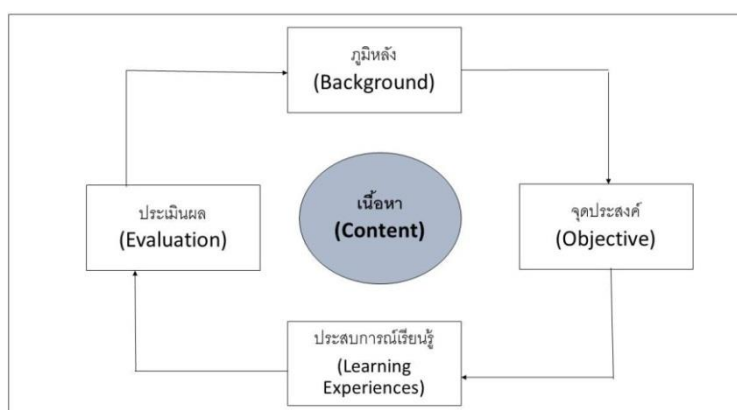 ภูมิหลัง
(Background)
ประเมินผล
(Evaluation)
เนื้อหา
(Content)
จุดประสงค์
(Objective)
ประสบการณ์เรียนรู้
(Learning
Experiences)